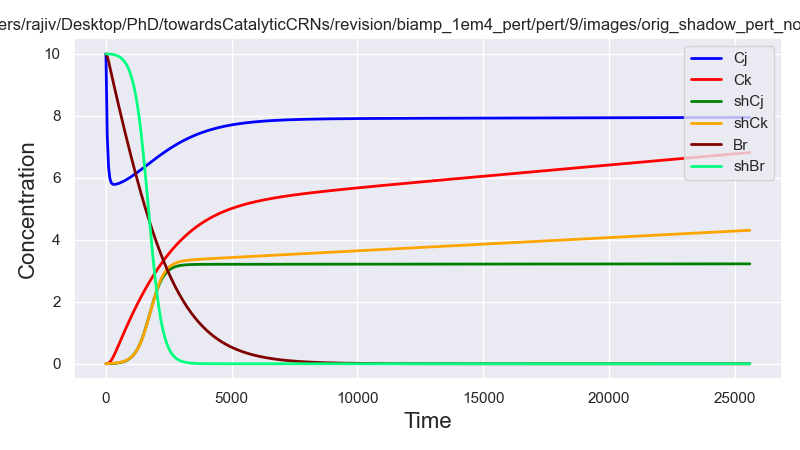 ers/rajiv/Desktop/PhD/towardsCatalyticCRNs/revision/biamp_1em4_pert/pert/9/images/orig_shadow_pert_no
10
8
6
4
2
0
Concentration
0
5000
10000
15000
20000
25000
Time
Cj
Ck
shCj
shCk
Br
shBr